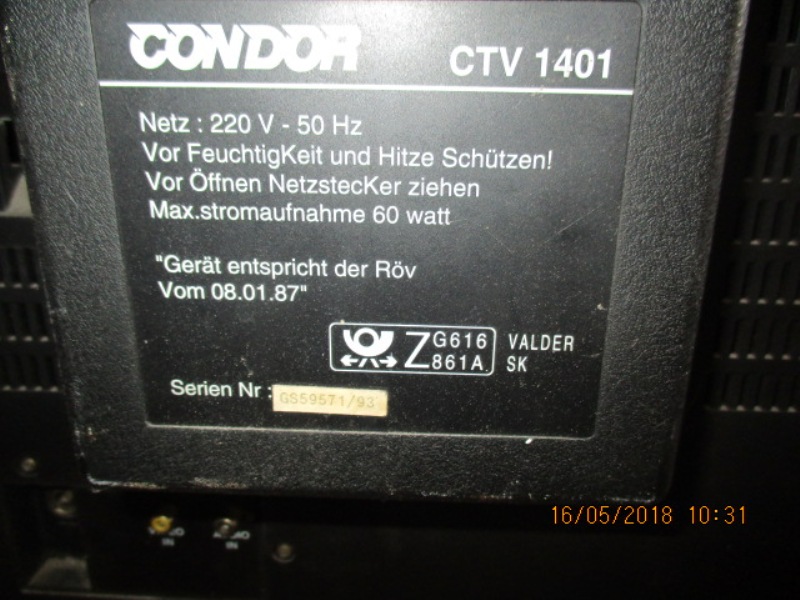 CONDOR CTV 1401
Netz : 220 V - 50 Hz
Vor FeuchtigKeit und Hitze Schützen!
Vor Öffnen NetzstecKer ziehen
Max.stromaufnahme 60 watt
"Gerät entspricht der Röv
Vom 08.01.87"
Z G616 VALDER
861A. SK
Serien Nr : GS59571/93
16/05/2018 10:31
IN IN